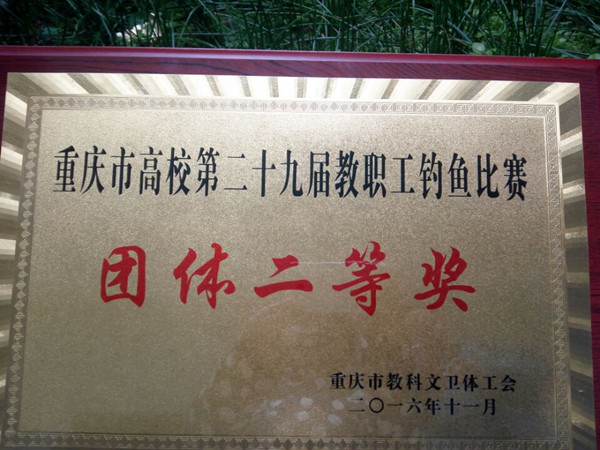 重庆市高校第二十九届教职工钓鱼比赛
团体二等奖
重庆市教科文卫体工会
二〇一六年十一月